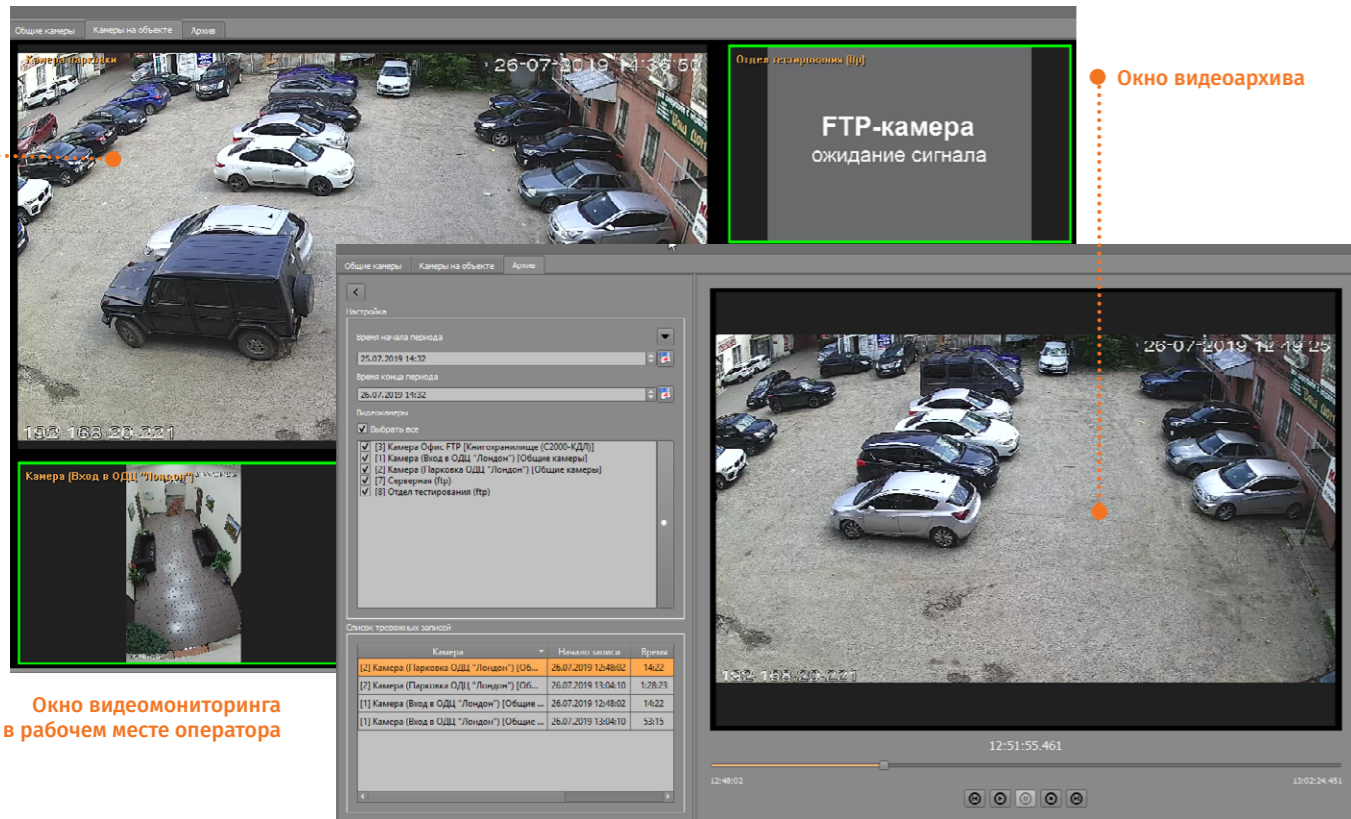 Общие камеры
Камеры на объекте
Архив
Камера парковки
26-07-2019 14:36:50
Отдел тестирования (ftp)
FTP-камера
ожидание сигнала
Окно видеоархива
192.168.20.221
Камера (Вход в ОДЦ "Лондон")
Окно видеомониторинга
в рабочем месте оператора
Общие камеры
Камеры на объекте
Архив
Настройка
Время начала периода
25.07.2019 14:32
Время конца периода
26.07.2019 14:32
Видеокамеры
Выбрать все
[3] Камера Офис FTP [Книгохранилище (С2000-КДЛ)]
[1] Камера (Вход в ОДЦ "Лондон") [Общие камеры]
[2] Камера (Парковка ОДЦ "Лондон") [Общие камеры]
[7] Серверная (ftp)
[8] Отдел тестирования (ftp)
Список тревожных записей
Камера Начало записи Время
[2] Камера (Парковка ОДЦ "Лондон") [Об... 26.07.2019 12:48:02 14:22
[2] Камера (Парковка ОДЦ "Лондон") [Об... 26.07.2019 13:04:10 1:28:23
[1] Камера (Вход в ОДЦ "Лондон") [Общие ... 26.07.2019 12:48:02 14:22
[1] Камера (Вход в ОДЦ "Лондон") [Общие ... 26.07.2019 13:04:10 53:15
26-07-2019 12:49:25
192.168.20.221
12:51:55.461
12:48:02
13:02:24.451